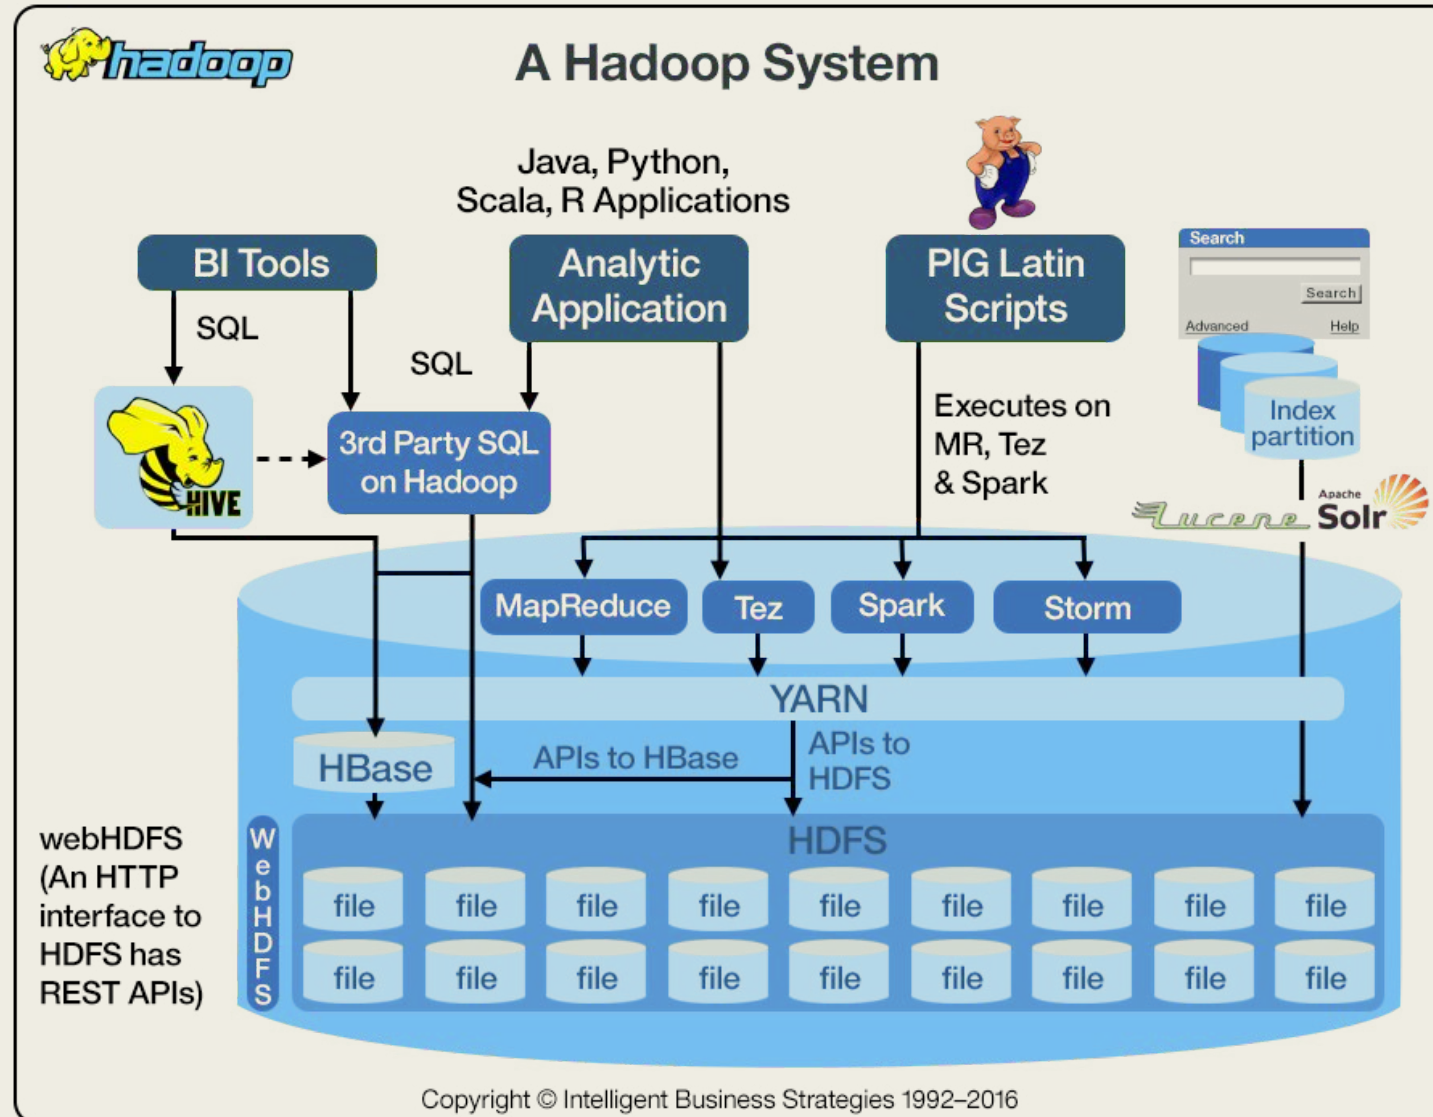 hadoop
A Hadoop System
Java, Python,
Scala, R Applications
BI Tools
Analytic
Application
PIG Latin
Scripts
Search
Search
Advanced
Help
SQL
SQL
HIVE
3rd Party SQL
on Hadoop
Executes on
MR, Tez
& Spark
Index
partition
Lucene
Apache
Solr
MapReduce
Tez
Spark
Storm
YARN
HBase
APIs to HBase
APIs to
HDFS
webHDFS
(An HTTP
interface to
HDFS has
REST APIs)
WebHDFS
HDFS
file file file file file file file file file
file file file file file file file file file
Copyright © Intelligent Business Strategies 1992–2016